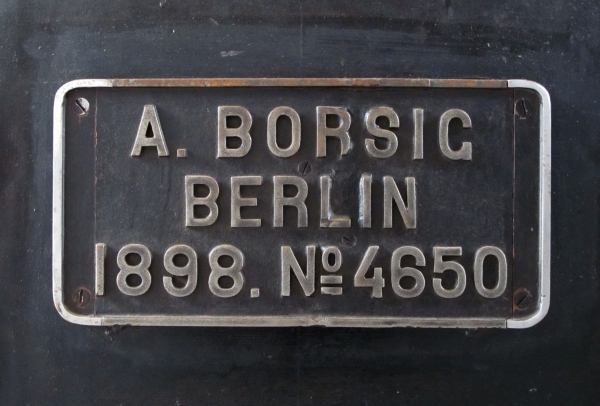 A. BORSIG
BERLIN
1898. Nº 4650